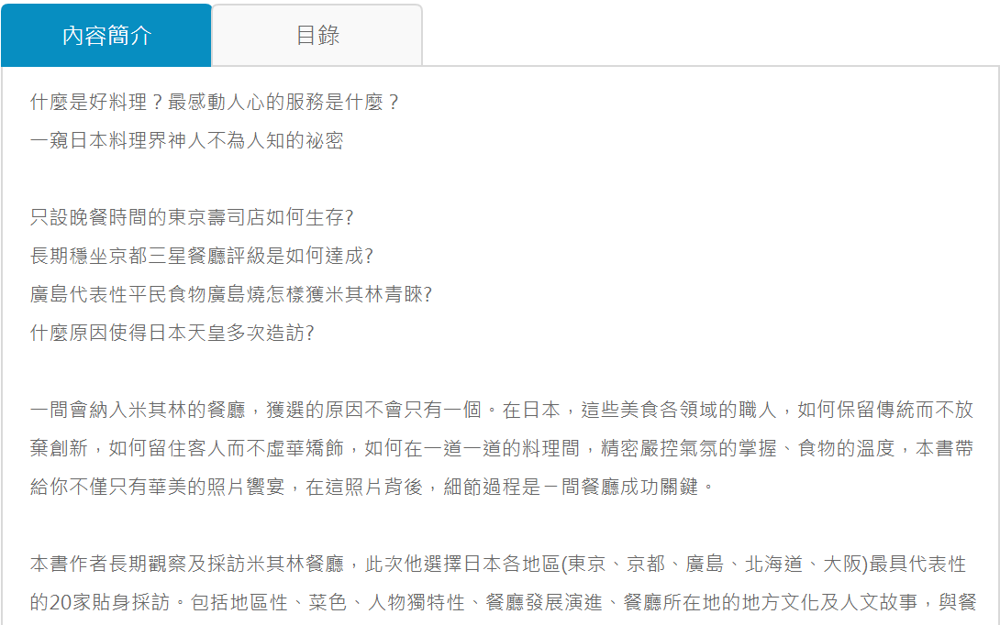 內容簡介
目錄
什麼是好料理？最感動人心的服務是什麼？
一窺日本料理界神人不為人知的祕密
只設晚餐時間的東京壽司店如何生存?
長期穩坐京都三星餐廳評級是如何達成?
廣島代表性平民食物廣島燒怎樣獲米其林青睞?
什麼原因使得日本天皇多次造訪?
一間會納入米其林的餐廳，獲選的原因不會只有一個。在日本，這些美食各領域的職人，如何保留傳統而不放
棄創新，如何留住客人而不虛華矯飾，如何在一道一道的料理間，精密嚴控氣氛的掌握、食物的溫度，本書帶
給你不僅只有華美的照片饗宴，在這照片背後，細節過程是－間餐廳成功關鍵。
本書作者長期觀察及採訪米其林餐廳，此次他選擇日本各地區(東京、京都、廣島、北海道、大阪)最具代表性
的20家貼身採訪。包括地區性、菜色、人物獨特性、餐廳發展演進、餐廳所在地的地方文化及人文故事，與餐